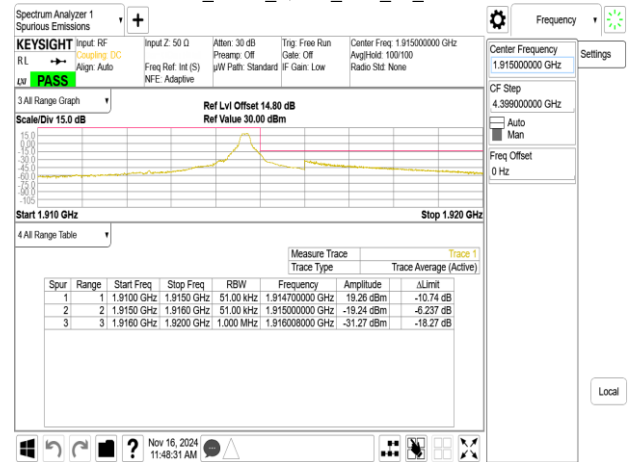 Spectrum Analyzer 1
Spurious Emissions
Frequency
KEYSIGHT Input: RF Input Z: 50 Ω Atten: 30 dB Trig: Free Run Center Freq: 1.915000000 GHz
RL Coupling: DC Preamp: Off Gate: Off Avg|Hold: 100/100
Align: Auto Freq Ref: Int (S) µW Path: Standard IF Gain: Low Radio Std: None
PASS NFE: Adaptive
Center Frequency
1.915000000 GHz
Settings
CF Step
4.399000000 GHz
Auto
Man
Freq Offset
0 Hz
3 All Range Graph
Ref Lvl Offset 14.80 dB
Scale/Div 15.0 dB Ref Value 30.00 dBm
15.0
0.00
-15.0
-30.0
-45.0
-60.0
-75.0
-90.0
-105
Start 1.910 GHz Stop 1.920 GHz
4 All Range Table
Measure Trace Trace 1
Trace Type Trace Average (Active)
Spur Range Start Freq Stop Freq RBW Frequency Amplitude ΔLimit
1 1 1.9100 GHz 1.9150 GHz 51.00 kHz 1.914700000 GHz 19.26 dBm -10.74 dB
2 2 1.9150 GHz 1.9160 GHz 51.00 kHz 1.915000000 GHz -19.24 dBm -6.237 dB
3 3 1.9160 GHz 1.9200 GHz 1.000 MHz 1.916008000 GHz -31.27 dBm -18.27 dB
Local
Nov 16, 2024
11:48:31 AM